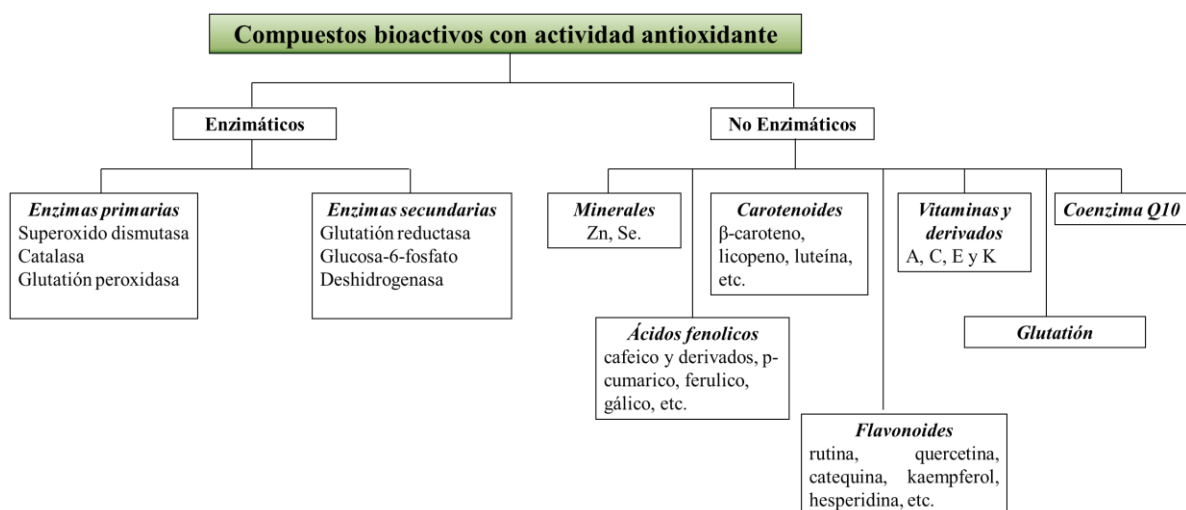 Compuestos bioactivos con actividad antioxidante
Enzimáticos
No Enzimáticos
Enzimas primarias
Superoxido dismutasa
Catalasa
Glutatión peroxidasa
Enzimas secundarias
Glutatión reductasa
Glucosa-6-fosfato
Deshidrogenasa
Minerales
Zn, Se.
Carotenoides
β-caroteno,
licopeno, luteína,
etc.
Vitaminas y
derivados
A, C, E y K
Coenzima Q10
Ácidos fenolicos
cafeico y derivados, p-
cumarico, ferulico,
gálico, etc.
Glutatión
Flavonoides
rutina, quercetina,
catequina, kaempferol,
hesperidina, etc.